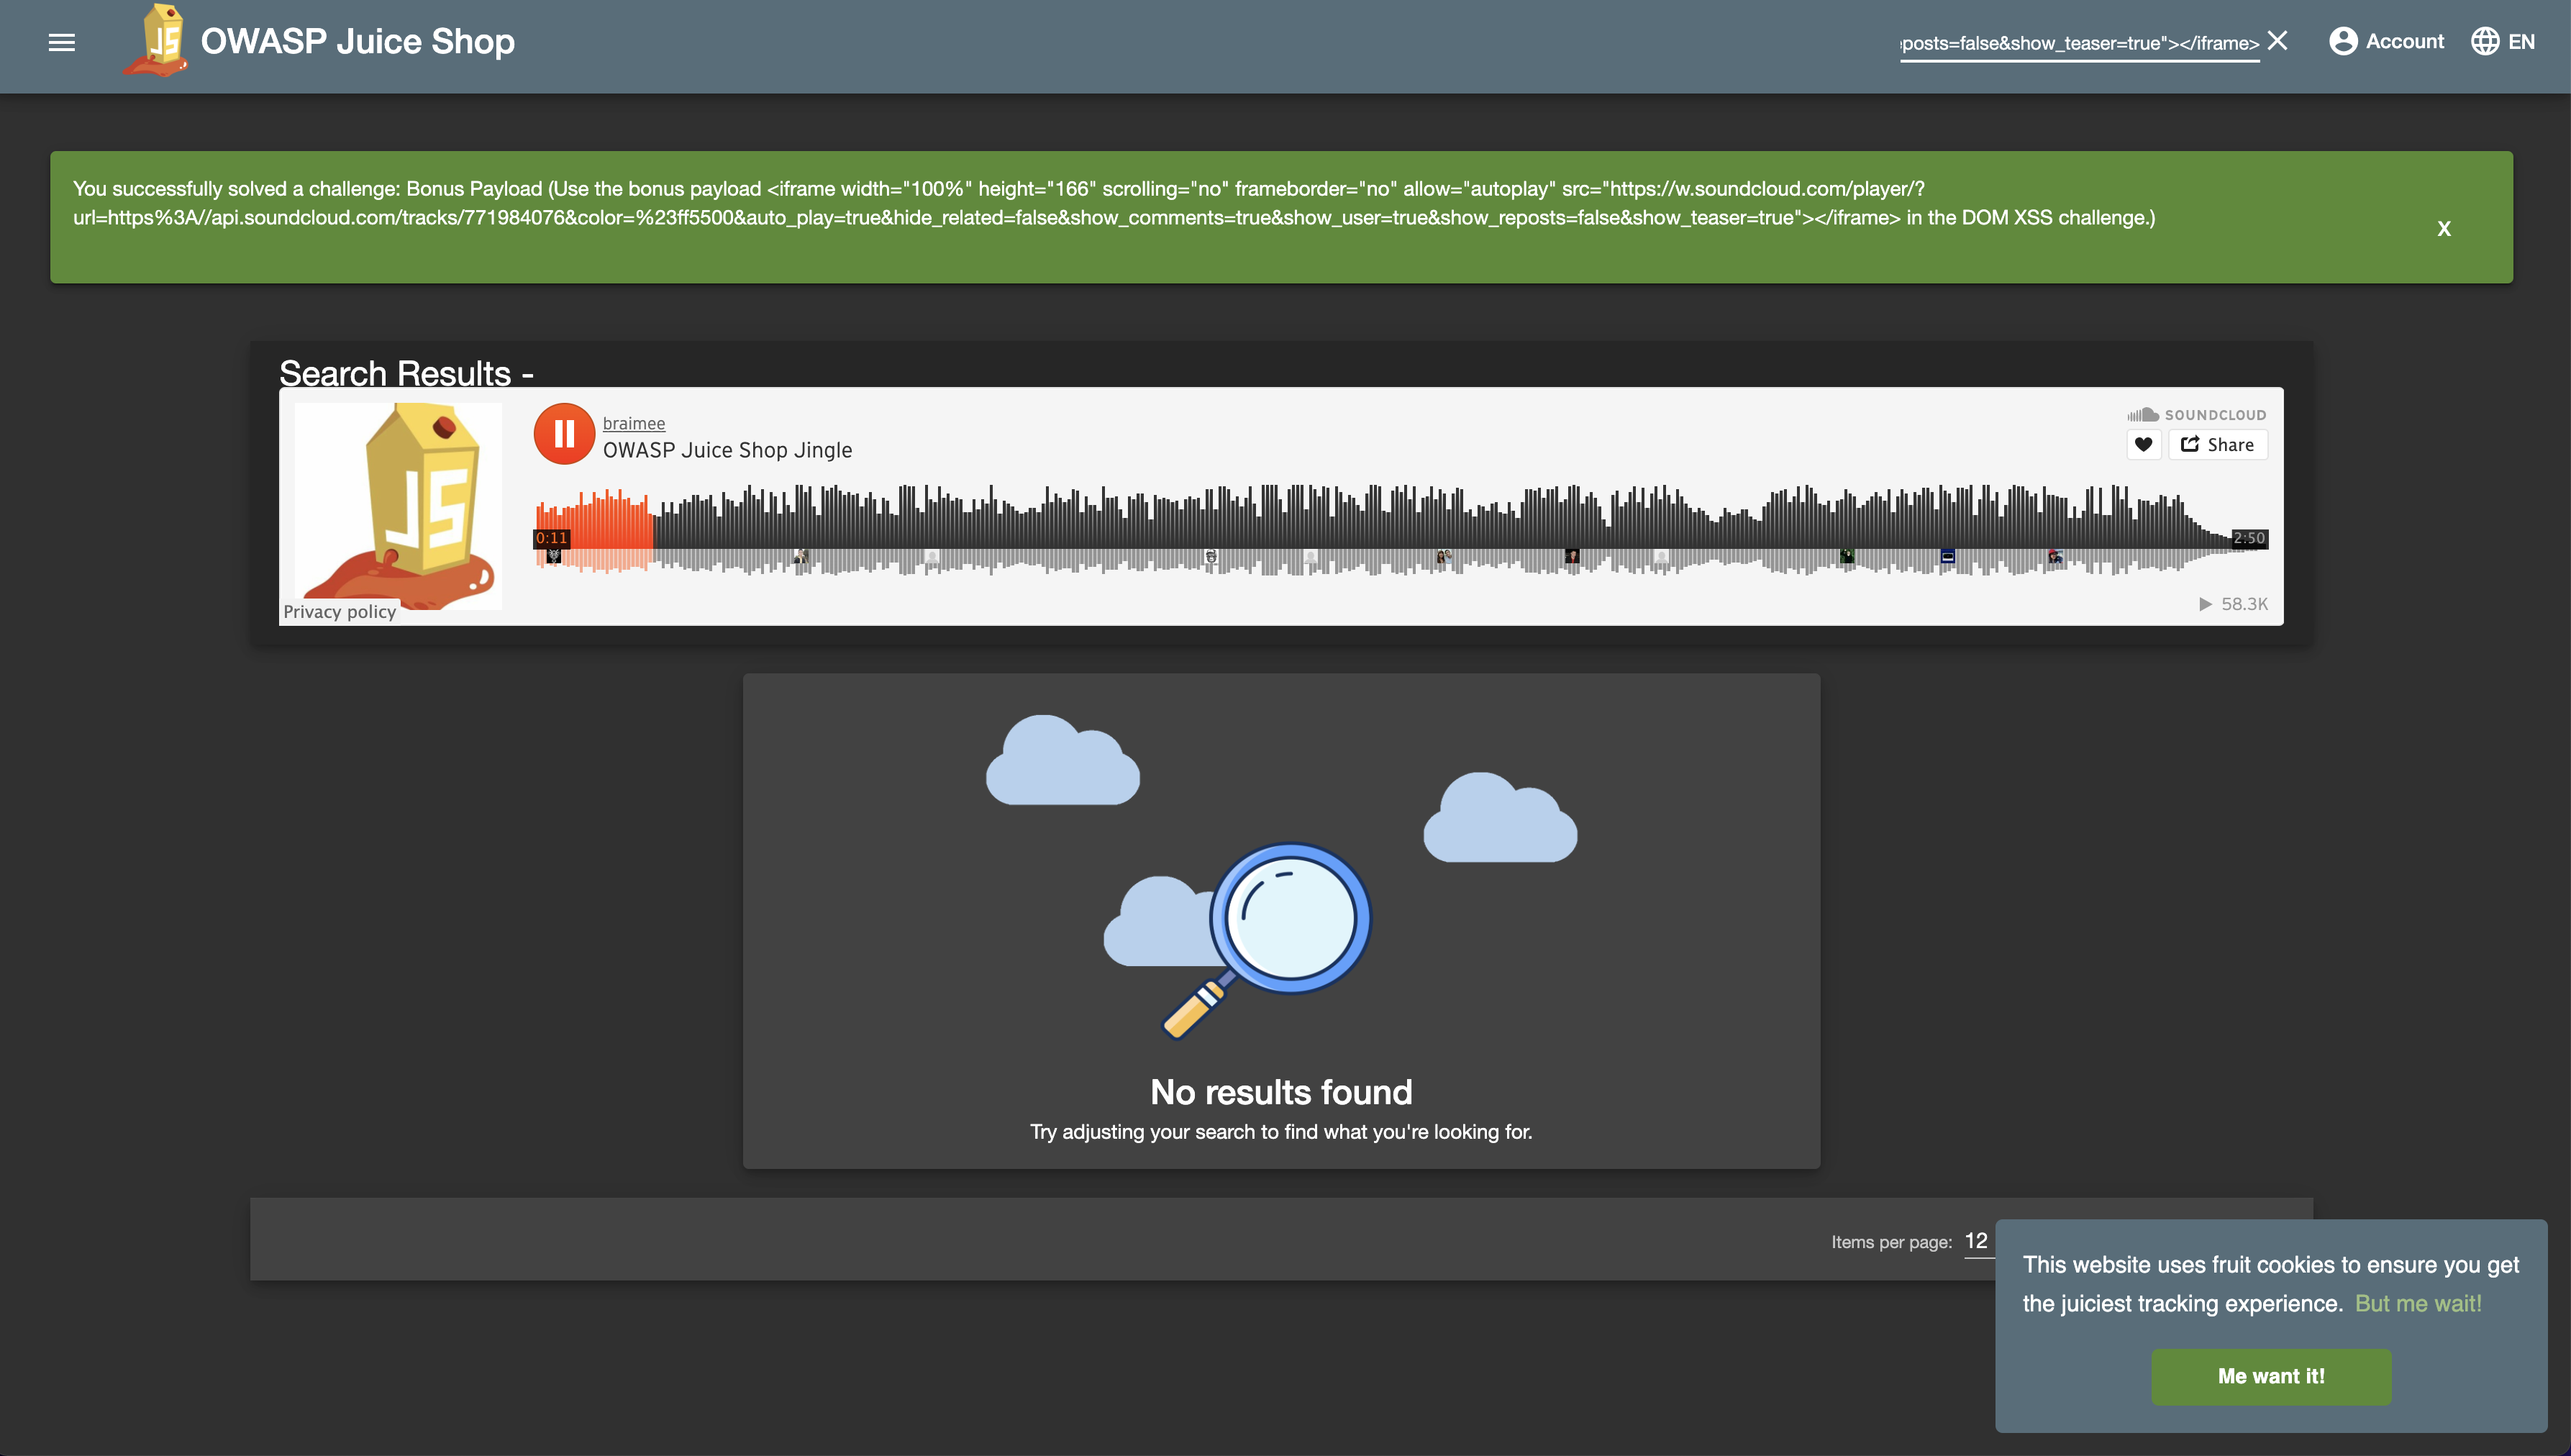 JS
OWASP Juice Shop
posts=false&show_teaser=true"></iframe>
Account
EN
You successfully solved a challenge: Bonus Payload (Use the bonus payload <iframe width="100%" height="166" scrolling="no" frameborder="no" allow="autoplay" src="https://w.soundcloud.com/player/?
url=https%3A//api.soundcloud.com/tracks/771984076&color=%23ff5500&auto_play=true&hide_related=false&show_comments=true&show_user=true&show_reposts=false&show_teaser=true"></iframe> in the DOM XSS challenge.)
X
Search Results -
JS
braimee
OWASP Juice Shop Jingle
SOUNDCLOUD
Share
0:11
2:50
Privacy policy
58.3K
No results found
Try adjusting your search to find what you're looking for.
Items per page: 12
This website uses fruit cookies to ensure you get
the juiciest tracking experience. But me wait!
Me want it!